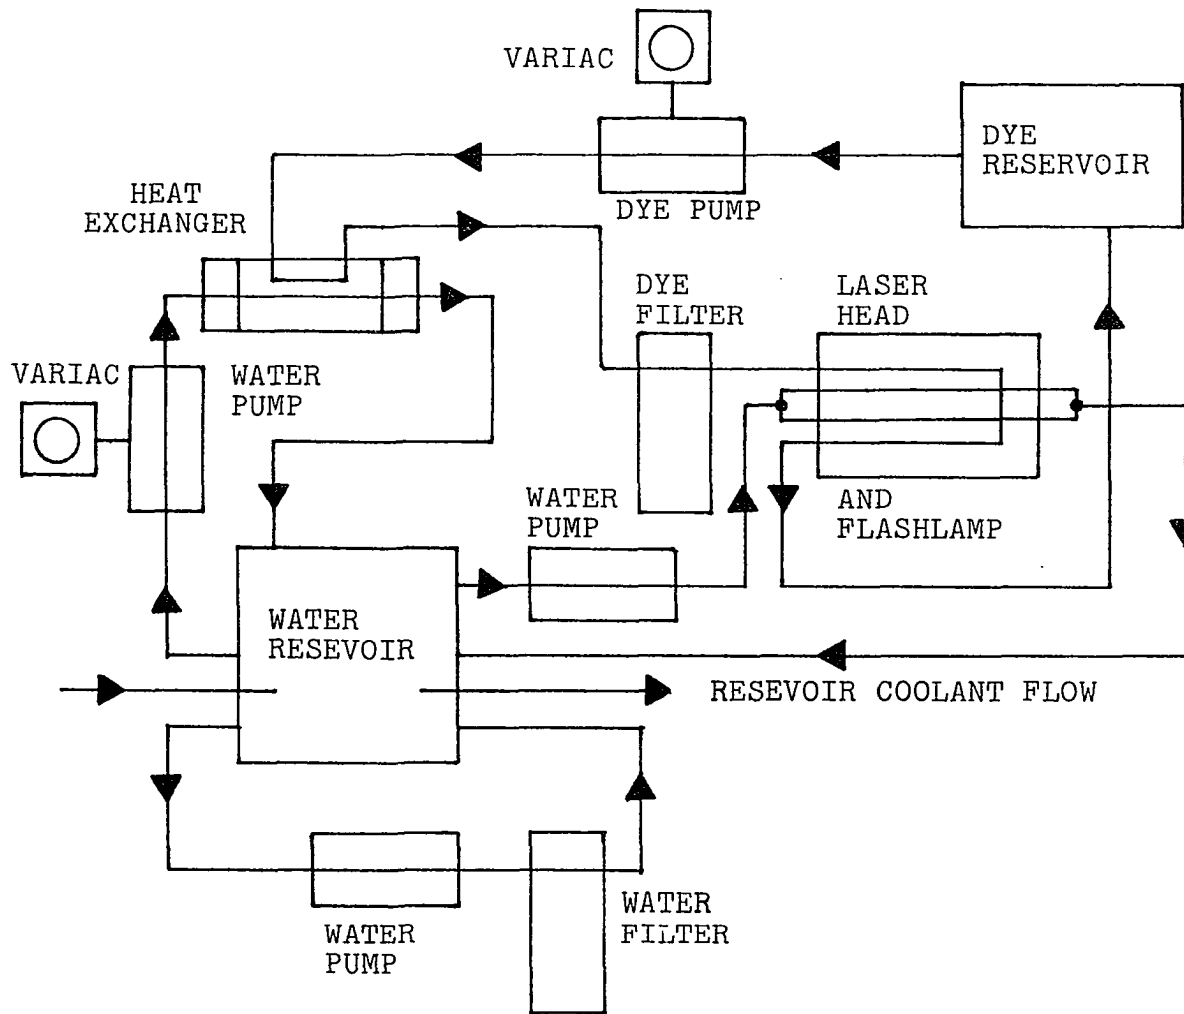 VARIAC
DYE
RESERVOIR
DYE PUMP
HEAT
EXCHANGER
DYE
FILTER
LASER
HEAD
VARIAC
WATER
PUMP
WATER
PUMP
AND
FLASHLAMP
WATER
RESEVOIR
RESEVOIR COOLANT FLOW
WATER
PUMP
WATER
FILTER